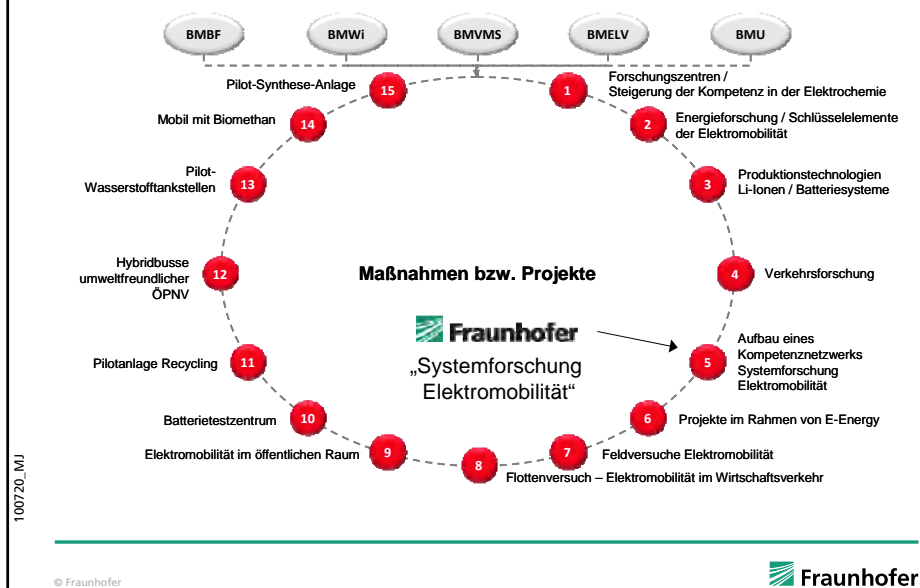 BMBF
BMWi
BMVMS
BMELV
BMU
1
Forschungszentren /
Steigerung der Kompetenz in der Elektrochemie
2
Energieforschung / Schlüsselelemente
der Elektromobilität
3
Produktionstechnologien
Li-Ionen / Batteriesysteme
4
Verkehrsforschung
5
Aufbau eines
Kompetenznetzwerks
Systemforschung
Elektromobilität
6
Projekte im Rahmen von E-Energy
7
Feldversuche Elektromobilität
8
Flottenversuch – Elektromobilität im Wirtschaftsverkehr
9
Elektromobilität im öffentlichen Raum
10
Batterietestzentrum
11
Pilotanlage Recycling
12
Hybridbusse
umweltfreundlicher
ÖPNV
13
Pilot-
Wasserstofftankstellen
14
Mobil mit Biomethan
15
Pilot-Synthese-Anlage
Maßnahmen bzw. Projekte
Fraunhofer
„Systemforschung
Elektromobilität“
100720_MJ
© Fraunhofer
Fraunhofer